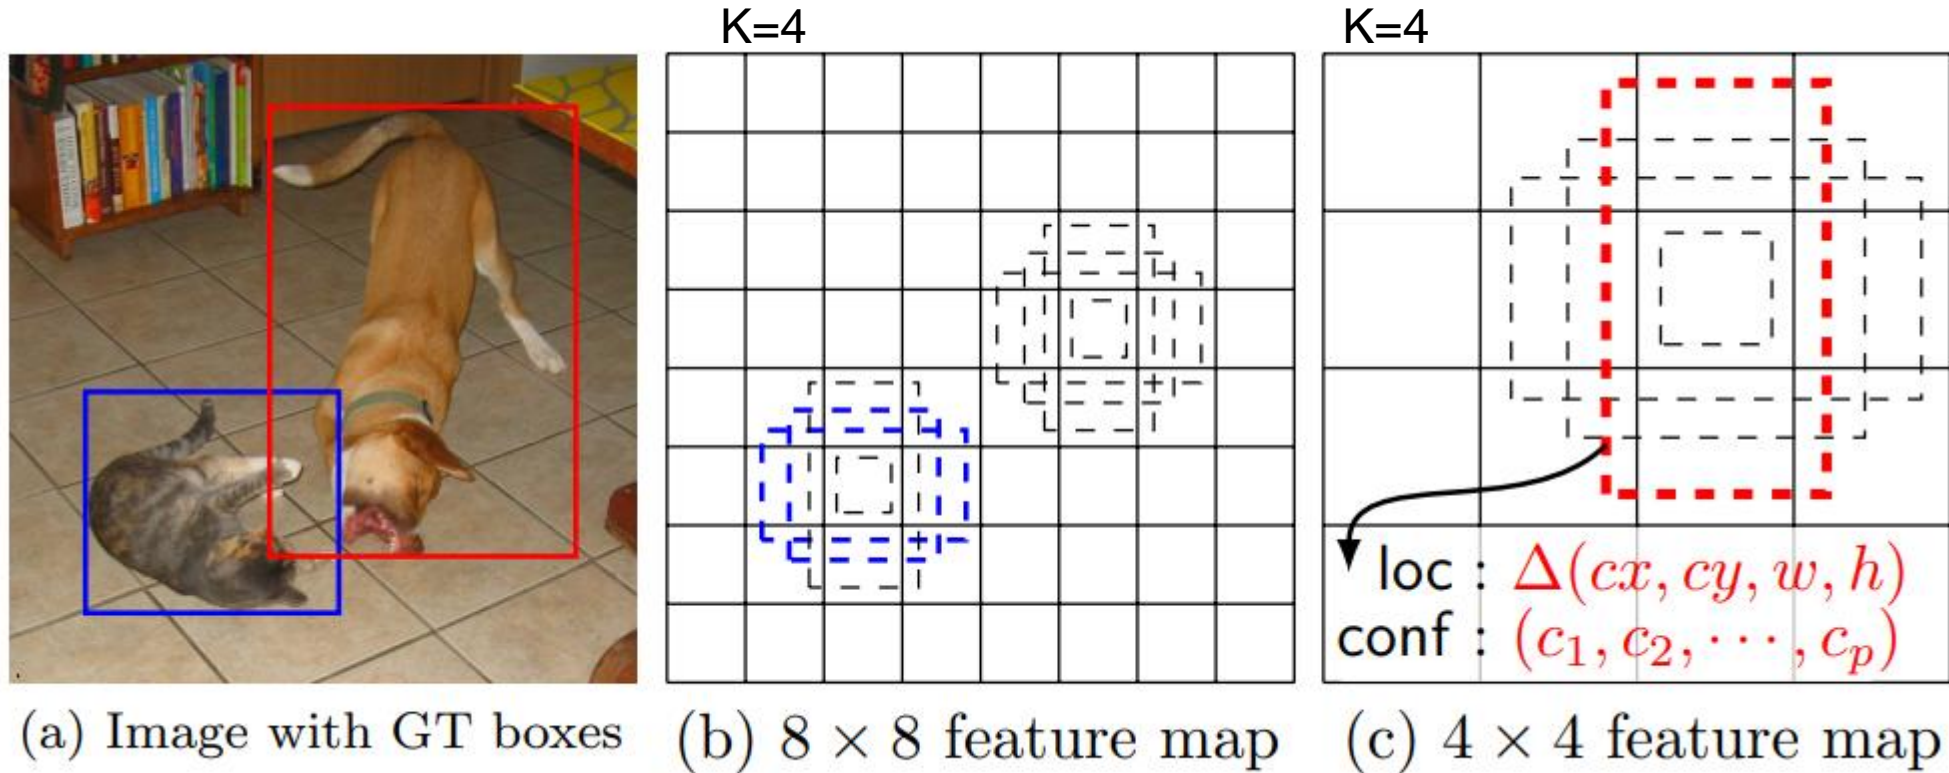 K=4
K=4
loc : Δ(cx, cy, w, h)
conf : (c₁, c₂, ⋯, cₚ)
(a) Image with GT boxes
(b) 8 × 8 feature map
(c) 4 × 4 feature map